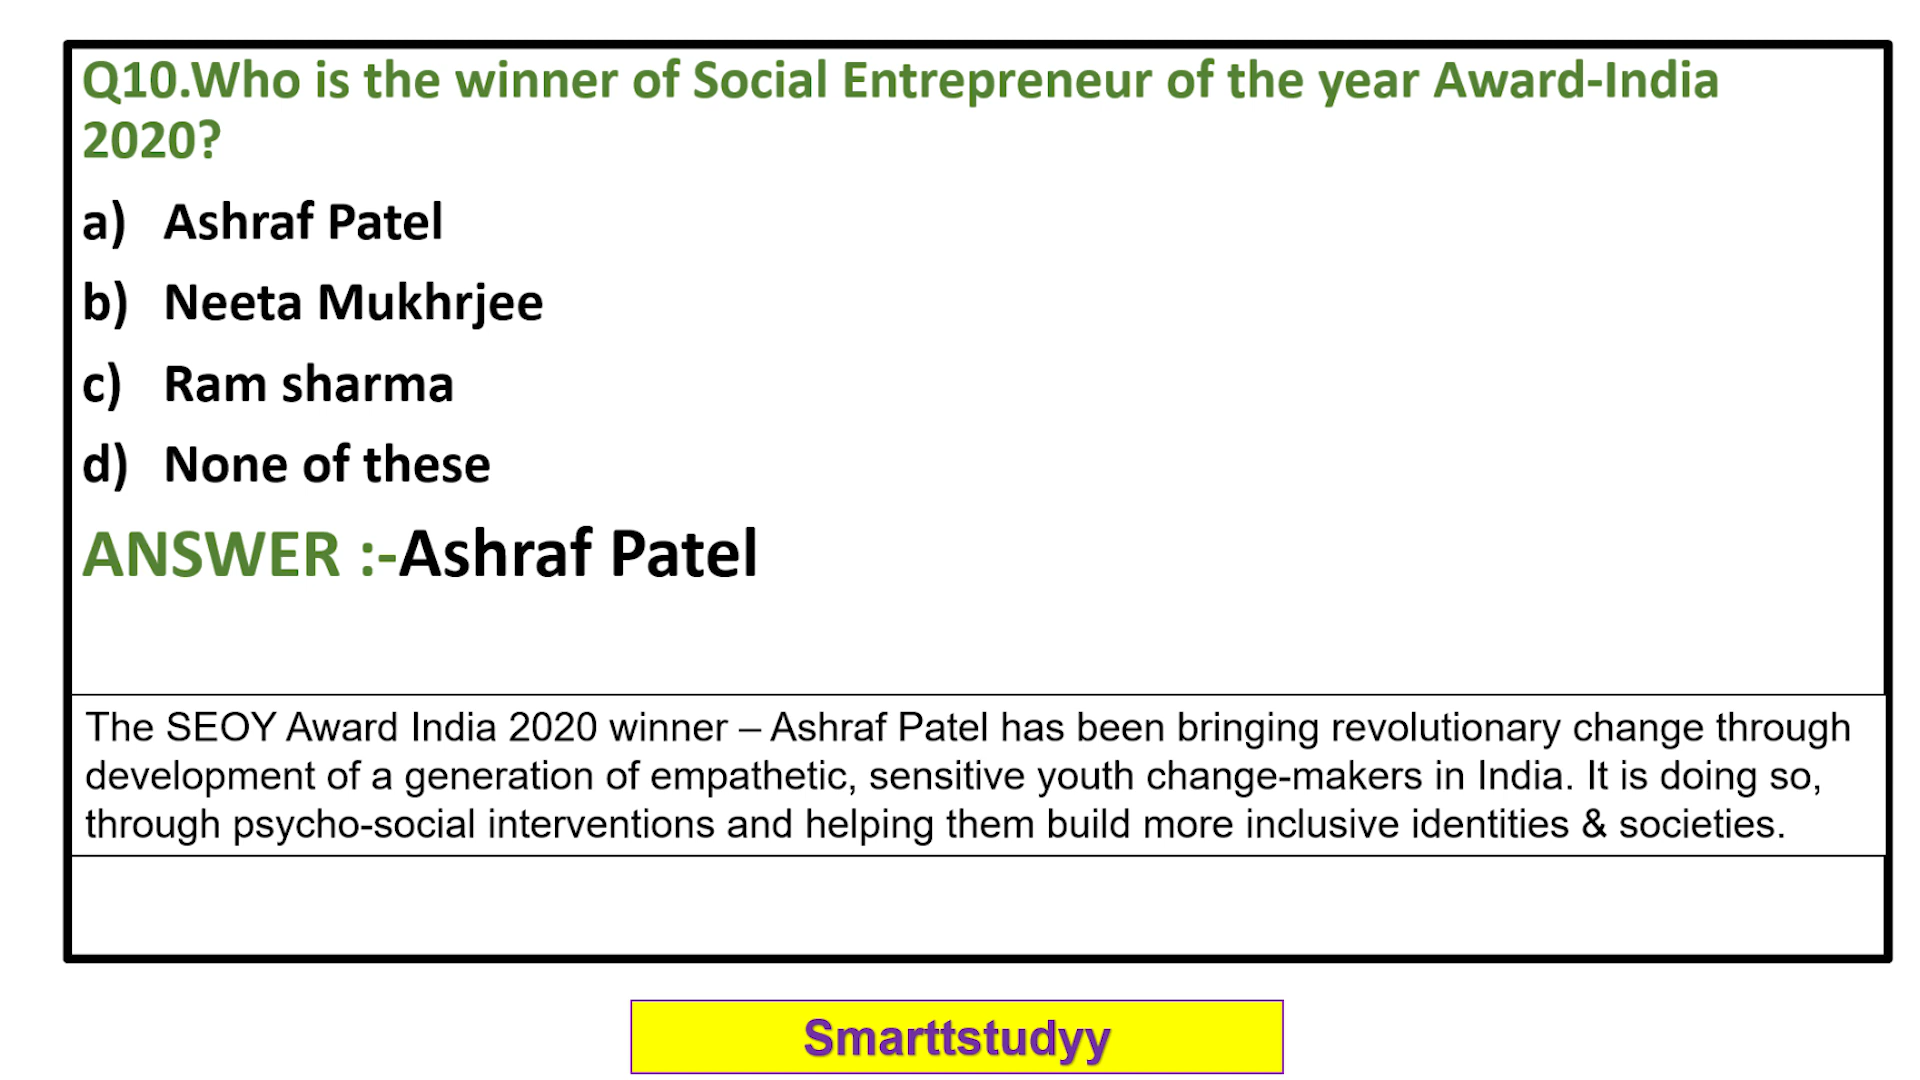 Q10.Who is the winner of Social Entrepreneur of the year Award-India
2020?
a) Ashraf Patel
b) Neeta Mukhrjee
c) Ram sharma
d) None of these
ANSWER :-Ashraf Patel
The SEOY Award India 2020 winner – Ashraf Patel has been bringing revolutionary change through
development of a generation of empathetic, sensitive youth change-makers in India. It is doing so,
through psycho-social interventions and helping them build more inclusive identities & societies.
Smarttstudyy